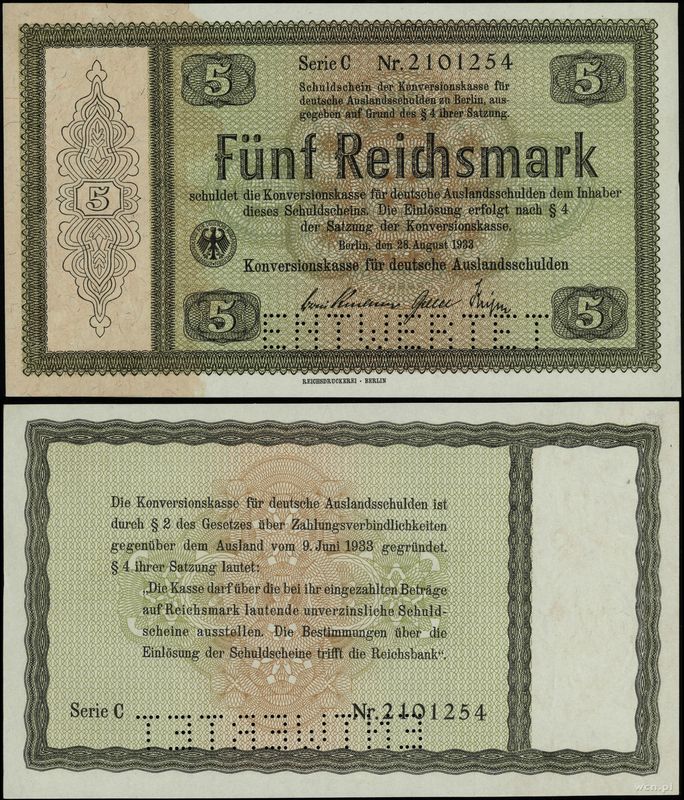 Serie C Nr. 2101254
5 5
Schuldschein der Konversionskasse für
deutsche Auslandsschulden zu Berlin, aus-
gegeben auf Grund des § 4 ihrer Satzung.
Fünf Reichsmark
5
schuldet die Konversionskasse für deutsche Auslandsschulden dem Inhaber
dieses Schuldscheins. Die Einlösung erfolgt nach § 4
der Satzung der Konversionskasse.
Berlin, den 28. August 1933
Konversionskasse für deutsche Auslandsschulden
5 5
ENTWERTET
REICHSDRUCKEREI · BERLIN
Die Konversionskasse für deutsche Auslandsschulden ist
durch § 2 des Gesetzes über Zahlungsverbindlichkeiten
gegenüber dem Ausland vom 9. Juni 1933 gegründet.
§ 4 ihrer Satzung lautet:
„Die Kasse darf über die bei ihr eingezahlten Beträge
auf Reichsmark lautende unverzinsliche Schuld-
scheine ausstellen. Die Bestimmungen über die
Einlösung der Schuldscheine trifft die Reichsbank“.
Serie C Nr. 2101254
ENTWERTET
wcn.pl